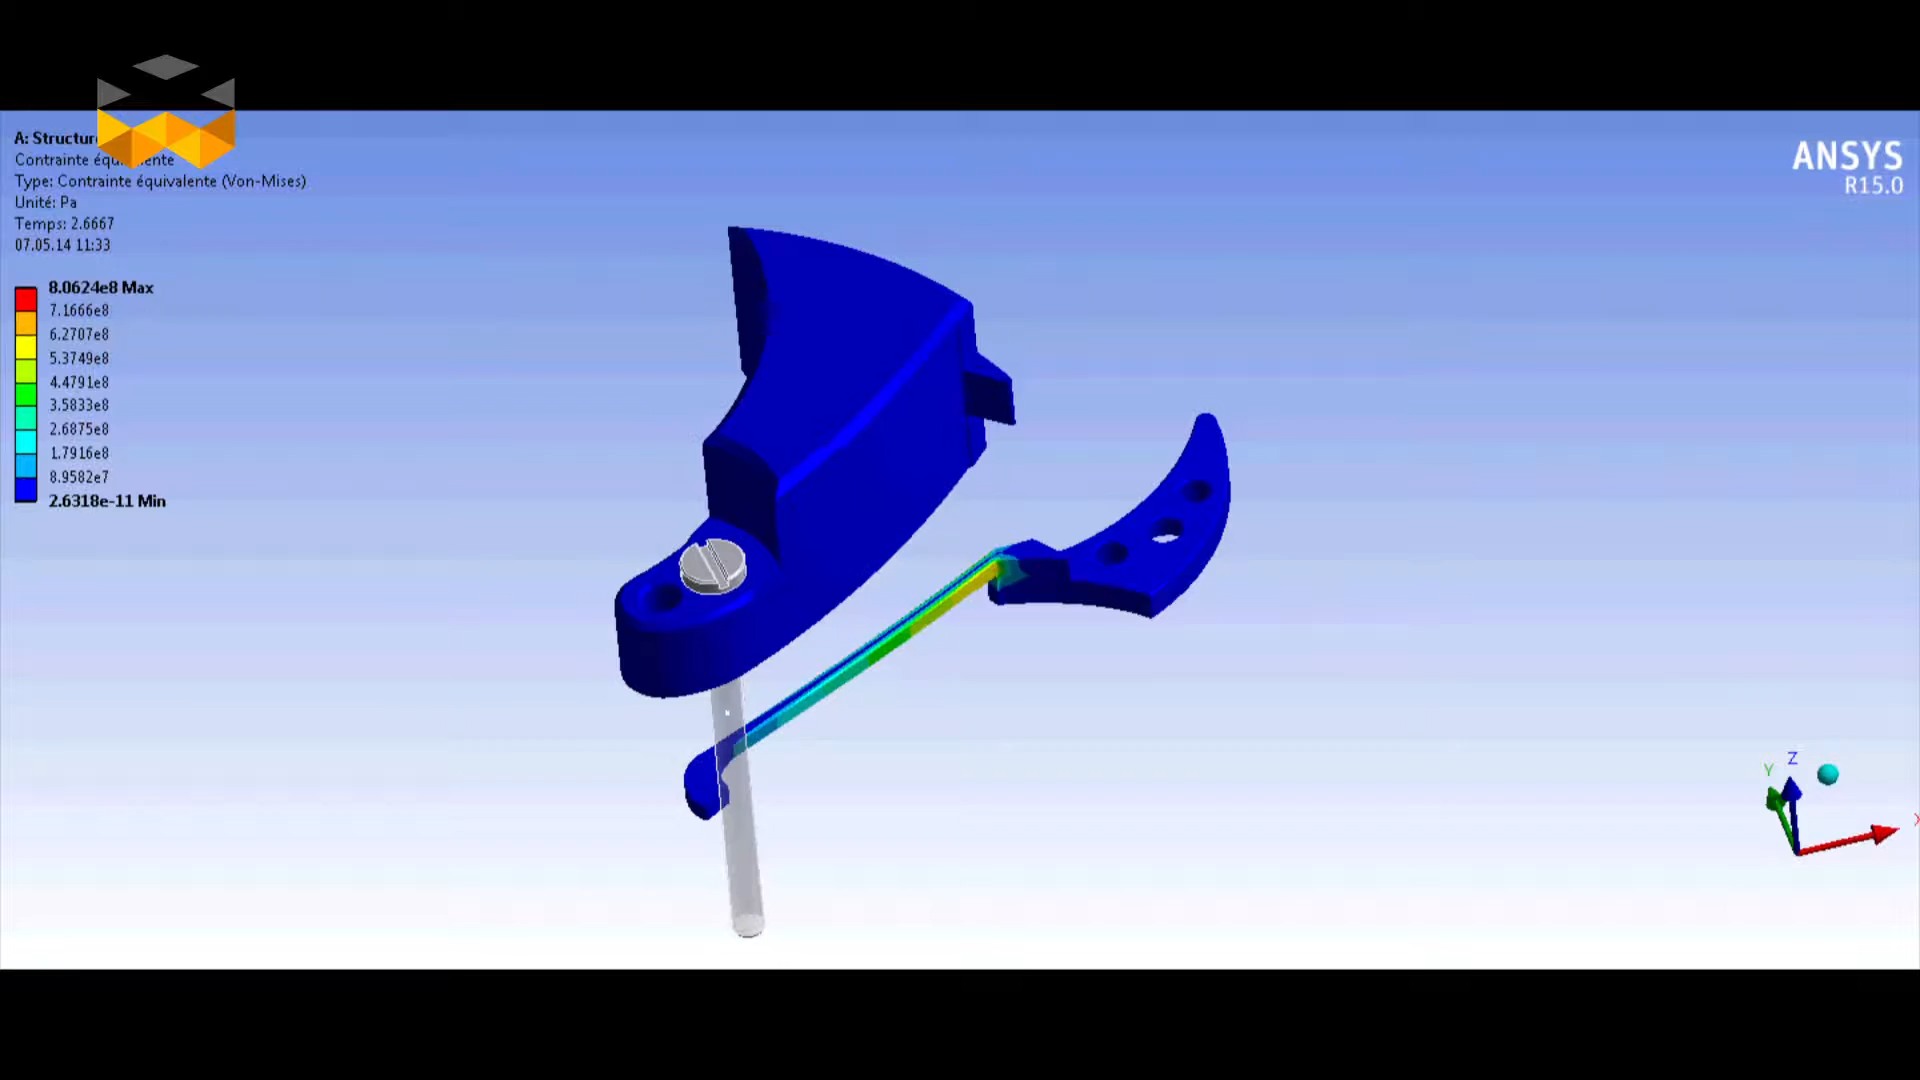 A: Structur
Contrainte équ   ente
Type: Contrainte équivalente (Von-Mises)
Unité: Pa
Temps: 2.6667
07.05.14 11:33
8.0624e8 Max
7.1666e8
6.2707e8
5.3749e8
4.4791e8
3.5833e8
2.6875e8
1.7916e8
8.9582e7
2.6318e-11 Min
ANSYS
R15.0
Y Z
X